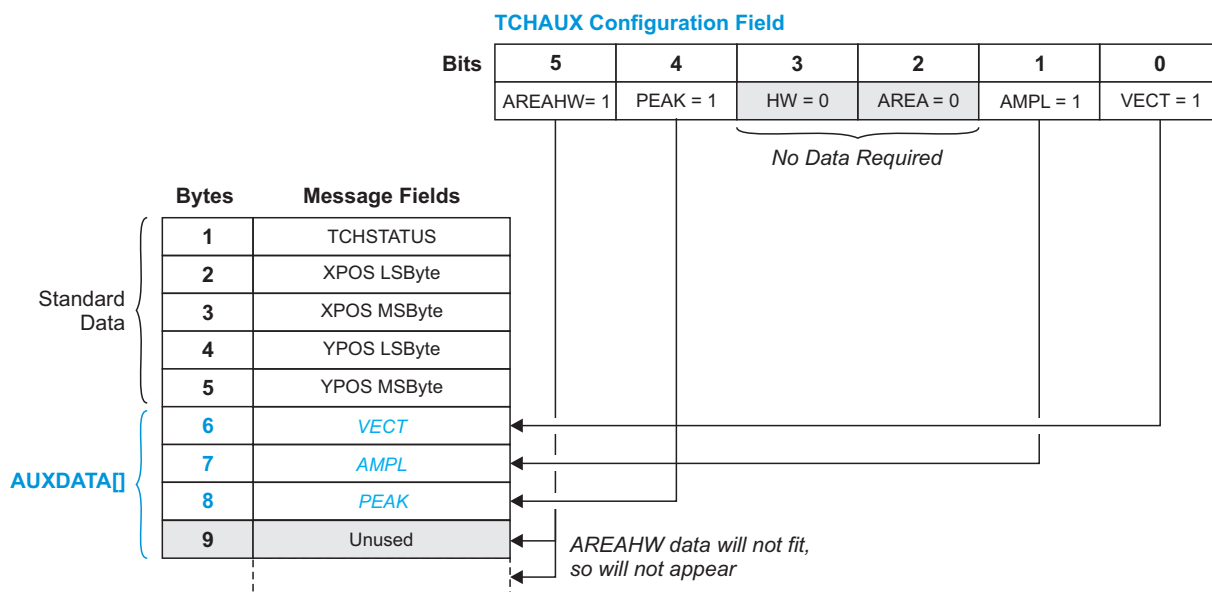 TCHAUX Configuration Field
Bits 5 4 3 2 1 0
AREAHW= 1 PEAK = 1 HW = 0 AREA = 0 AMPL = 1 VECT = 1
No Data Required
Bytes Message Fields
Standard
Data
1 TCHSTATUS
2 XPOS LSByte
3 XPOS MSByte
4 YPOS LSByte
5 YPOS MSByte
AUXDATA[]
6 VECT
7 AMPL
8 PEAK
9 Unused
AREAHW data will not fit,
so will not appear